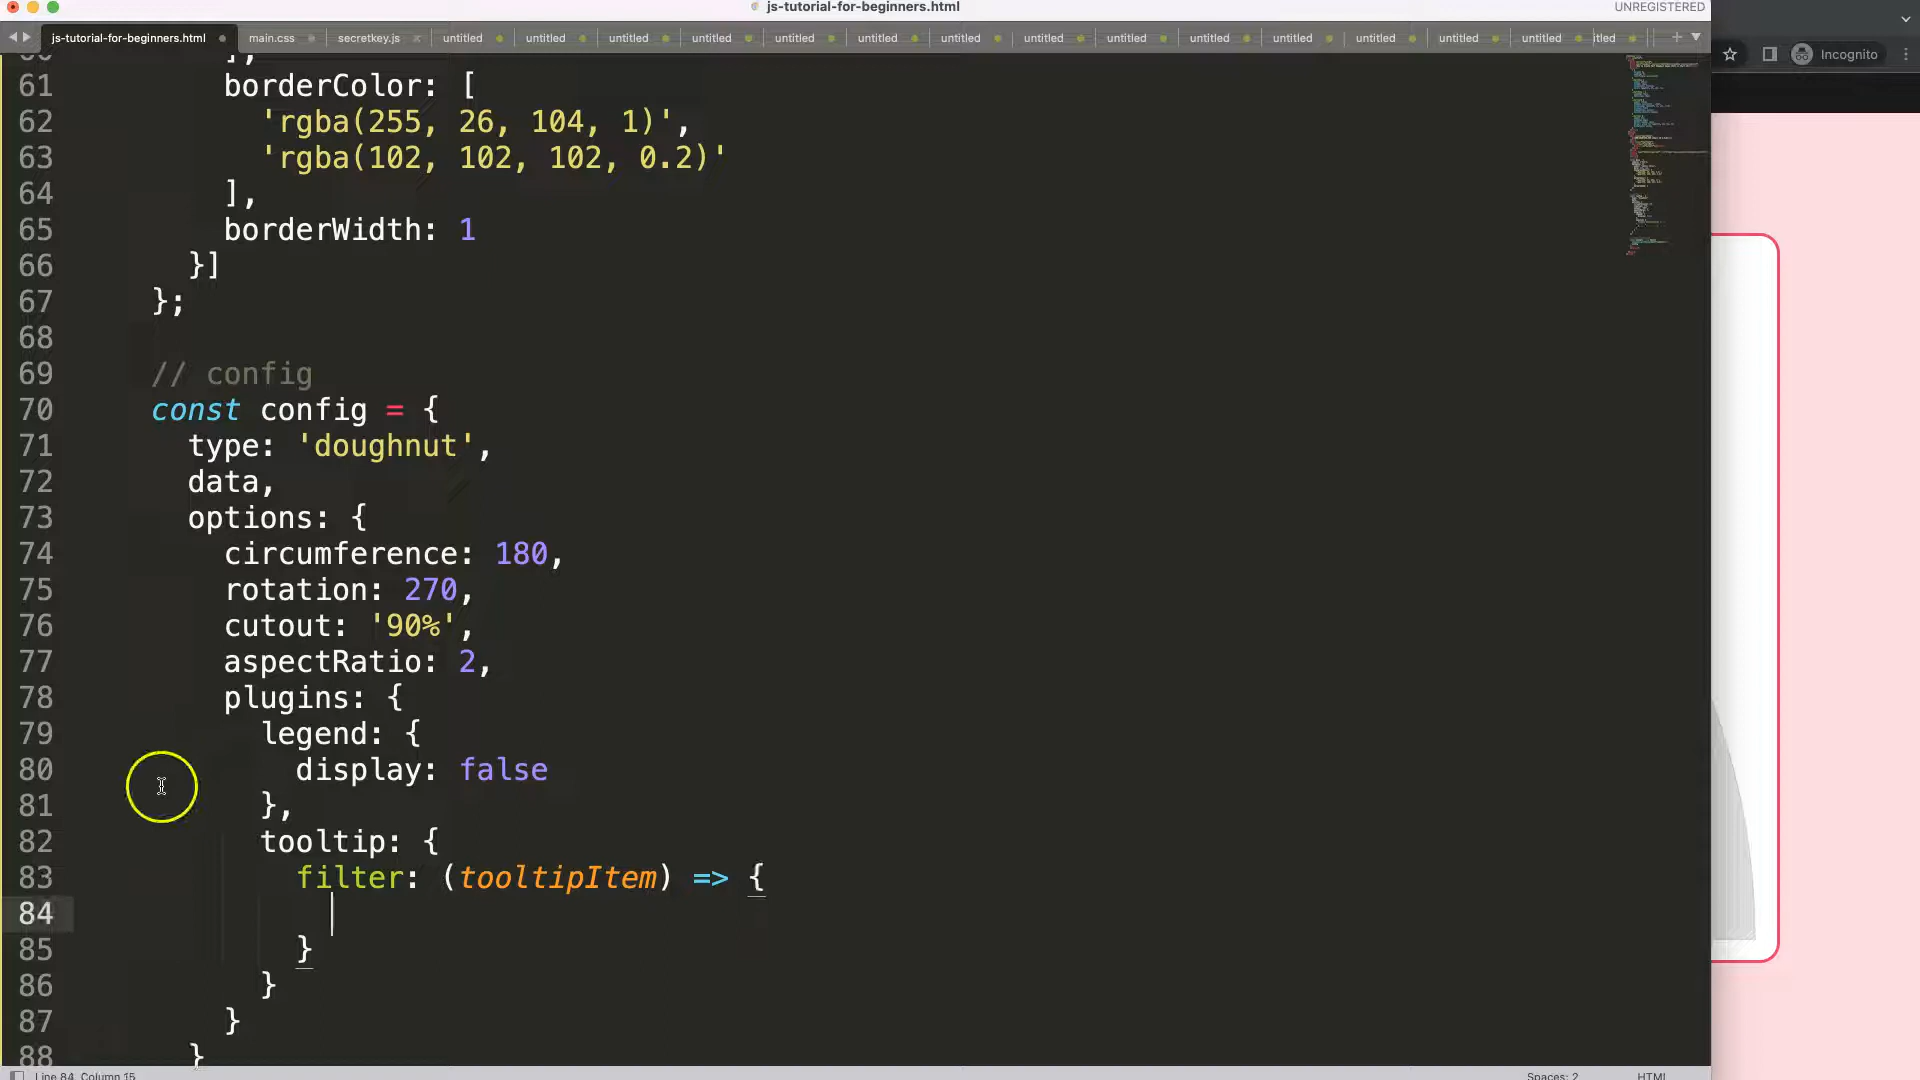 js-tutorial-for-beginners.html
UNREGISTERED
js-tutorial-for-beginners.html main.css secretkey.js untitled untitled untitled untitled untitled untitled untitled untitled untitled untitled untitled untitled untitled untitled itled
Incognito
61 borderColor: [
62 'rgba(255, 26, 104, 1)',
63 'rgba(102, 102, 102, 0.2)'
64 ],
65 borderWidth: 1
66 }]
67 };
68
69 // config
70 const config = {
71 type: 'doughnut',
72 data,
73 options: {
74 circumference: 180,
75 rotation: 270,
76 cutout: '90%',
77 aspectRatio: 2,
78 plugins: {
79 legend: {
80 display: false
81 },
82 tooltip: {
83 filter: (tooltipItem) => {
84
85 }
86 }
87 }
88 }
Line 84, Column 15
Spaces: 2
HTML